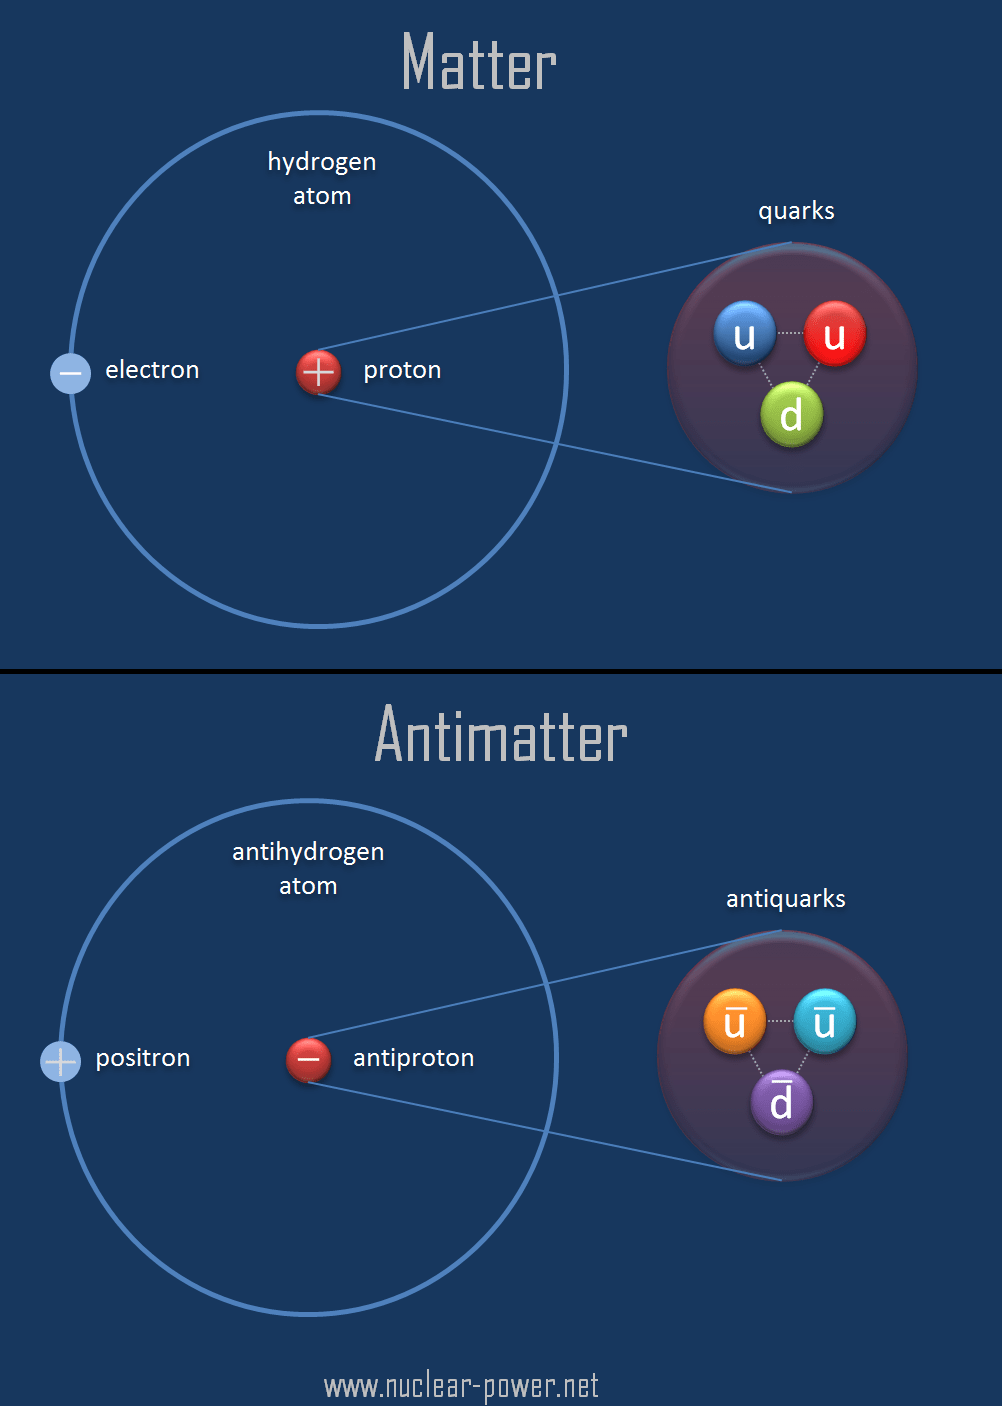 Matter
hydrogen
atom
quarks
u u
d
− electron + proton
Antimatter
antihydrogen
atom
antiquarks
u̅ u̅
d̅
+ positron − antiproton
www.nuclear-power.net